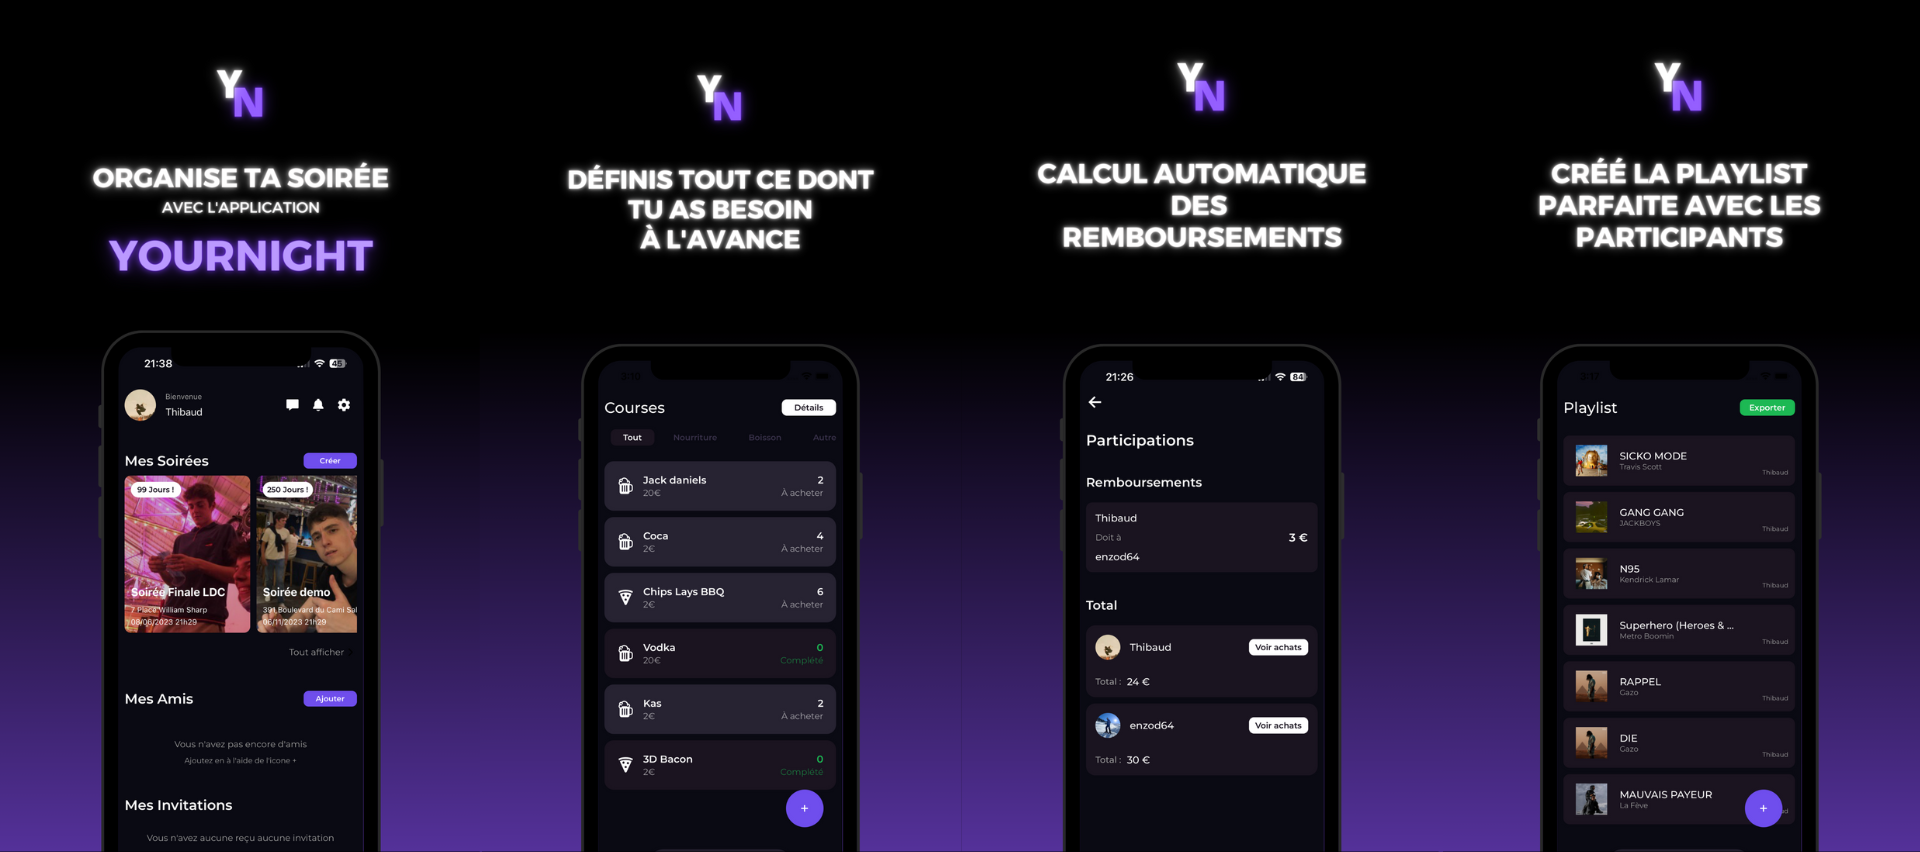 YN
ORGANISE TA SOIRÉE
AVEC L'APPLICATION
YOURNIGHT
21:38
45
Bienvenue
Thibaud
Mes Soirées
Créer
99 Jours !
Soirée Finale LDC
7 Place William Sharp
08/06/2023 21h29
250 Jours !
Soirée demo
391 Boulevard du Cami Sal
06/11/2023 21h29
Tout afficher
Mes Amis
Ajouter
Vous n'avez pas encore d'amis
Ajoutez en à l'aide de l'icone +
Mes Invitations
Vous n'avez aucune reçu aucune invitation
YN
DÉFINIS TOUT CE DONT
TU AS BESOIN
À L'AVANCE
Courses
Détails
Tout
Nourriture
Boisson
Autre
Jack daniels
2
20€
À acheter
Coca
4
2€
À acheter
Chips Lays BBQ
6
2€
À acheter
Vodka
0
20€
Complété
Kas
2
2€
À acheter
3D Bacon
0
2€
Complété
+
YN
CALCUL AUTOMATIQUE
DES
REMBOURSEMENTS
21:26
84
Participations
Remboursements
Thibaud
Doit à
3 €
enzod64
Total
Thibaud
Voir achats
Total : 24 €
enzod64
Voir achats
Total : 30 €
YN
CRÉÉ LA PLAYLIST
PARFAITE AVEC LES
PARTICIPANTS
Playlist
Exporter
SICKO MODE
Travis Scott
Thibaud
GANG GANG
JACKBOYS
Thibaud
N95
Kendrick Lamar
Thibaud
Superhero (Heroes & ...
Metro Boomin
Thibaud
RAPPEL
Gazo
Thibaud
DIE
Gazo
Thibaud
MAUVAIS PAYEUR
La Fève
+